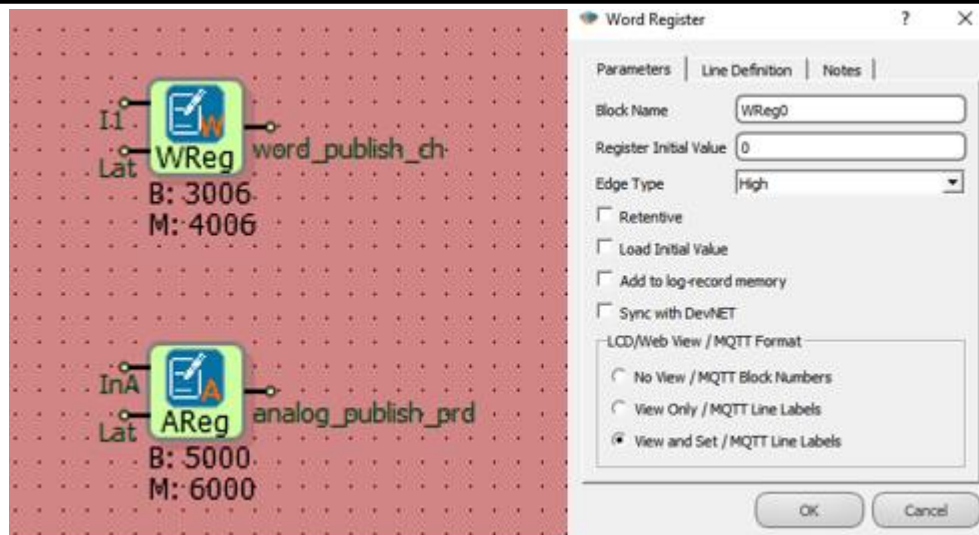 I1
W
WReg
word_publish_ch
Lat
B: 3006
M: 4006
InA
A
AReg
analog_publish_prd
Lat
B: 5000
M: 6000
Word Register ? X
Parameters Line Definition Notes
Block Name WReg0
Register Initial Value 0
Edge Type High
Retentive
Load Initial Value
Add to log-record memory
Sync with DevNET
LCD/Web View / MQTT Format
No View / MQTT Block Numbers
View Only / MQTT Line Labels
View and Set / MQTT Line Labels
OK Cancel